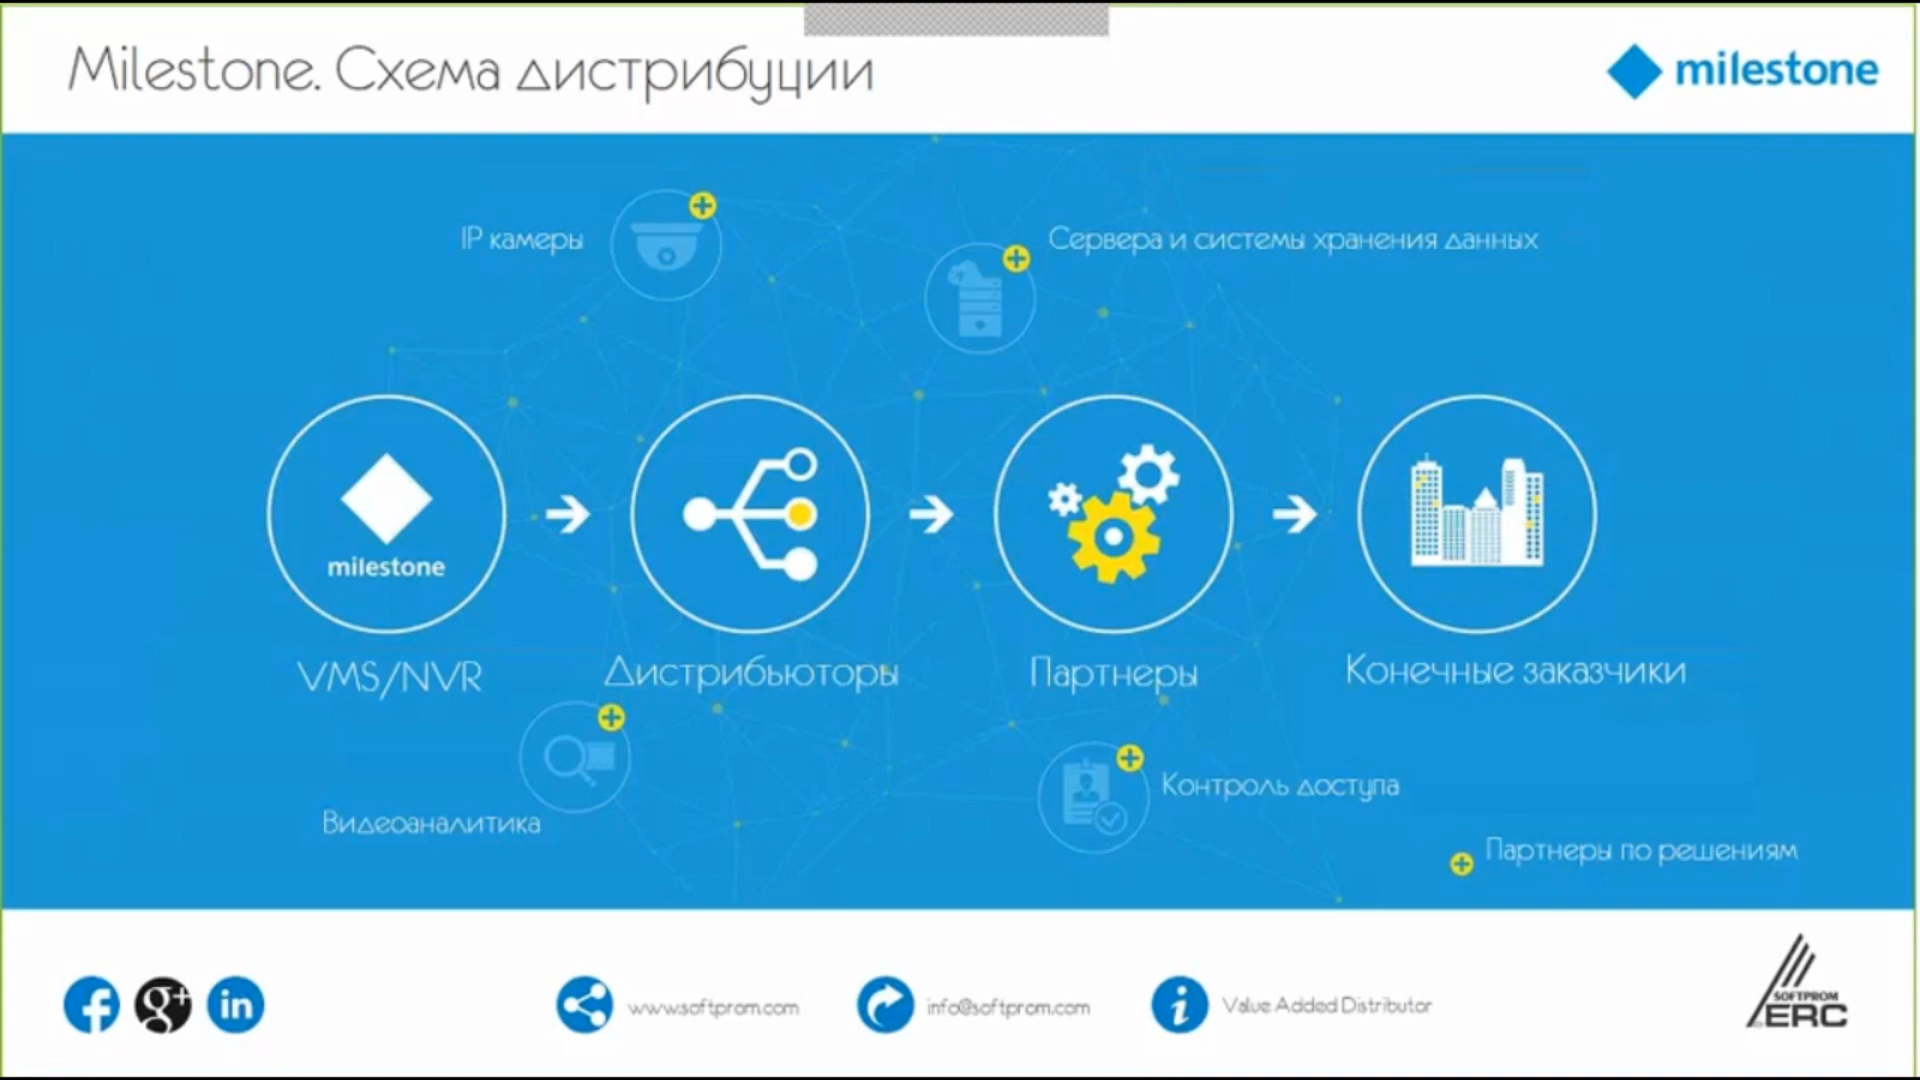 Milestone. Схема дистрибуции
milestone
IP камеры
Сервера и системы хранения данных
milestone
VMS/NVR
Дистрибьюторы
Партнеры
Конечные заказчики
Видеоаналитика
Контроль доступа
Партнеры по решениям
www.softprom.com
info@softprom.com
Value Added Distributor
SOFTPROM
by ERC